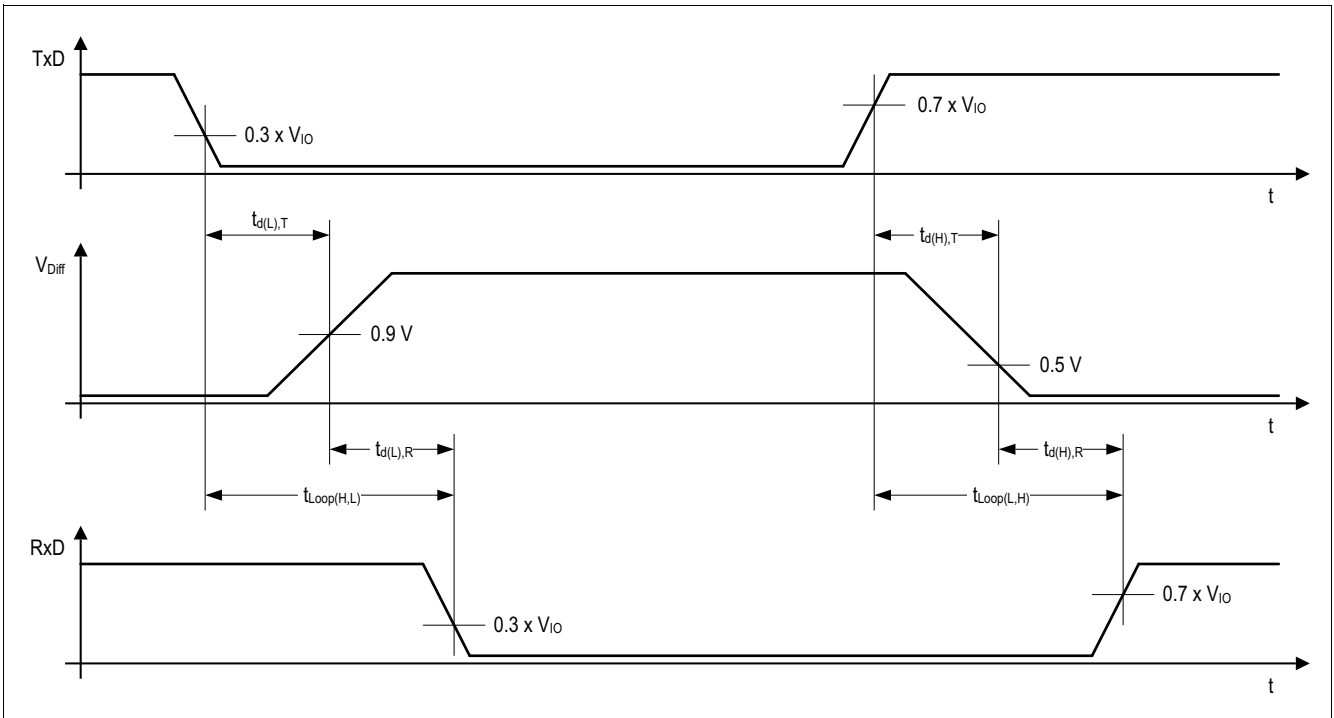 TxD
0.3 x VIO
0.7 x VIO
t
td(L),T
td(H),T
VDiff
0.9 V
0.5 V
t
td(L),R
td(H),R
tLoop(H,L)
tLoop(L,H)
RxD
0.3 x VIO
0.7 x VIO
t